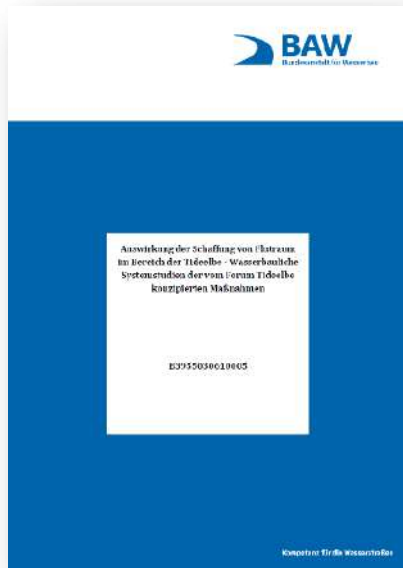 BAW
Bundesanstalt für Wasserbau
Auswirkung der Schaffung von Flutraum
im Bereich der Tideelbe - Wasserbauliche
Systemstudien der vom Forum Tideelbe
konzipierten Maßnahmen
B3955030610005
Kompetenz für die Wasserstraßen